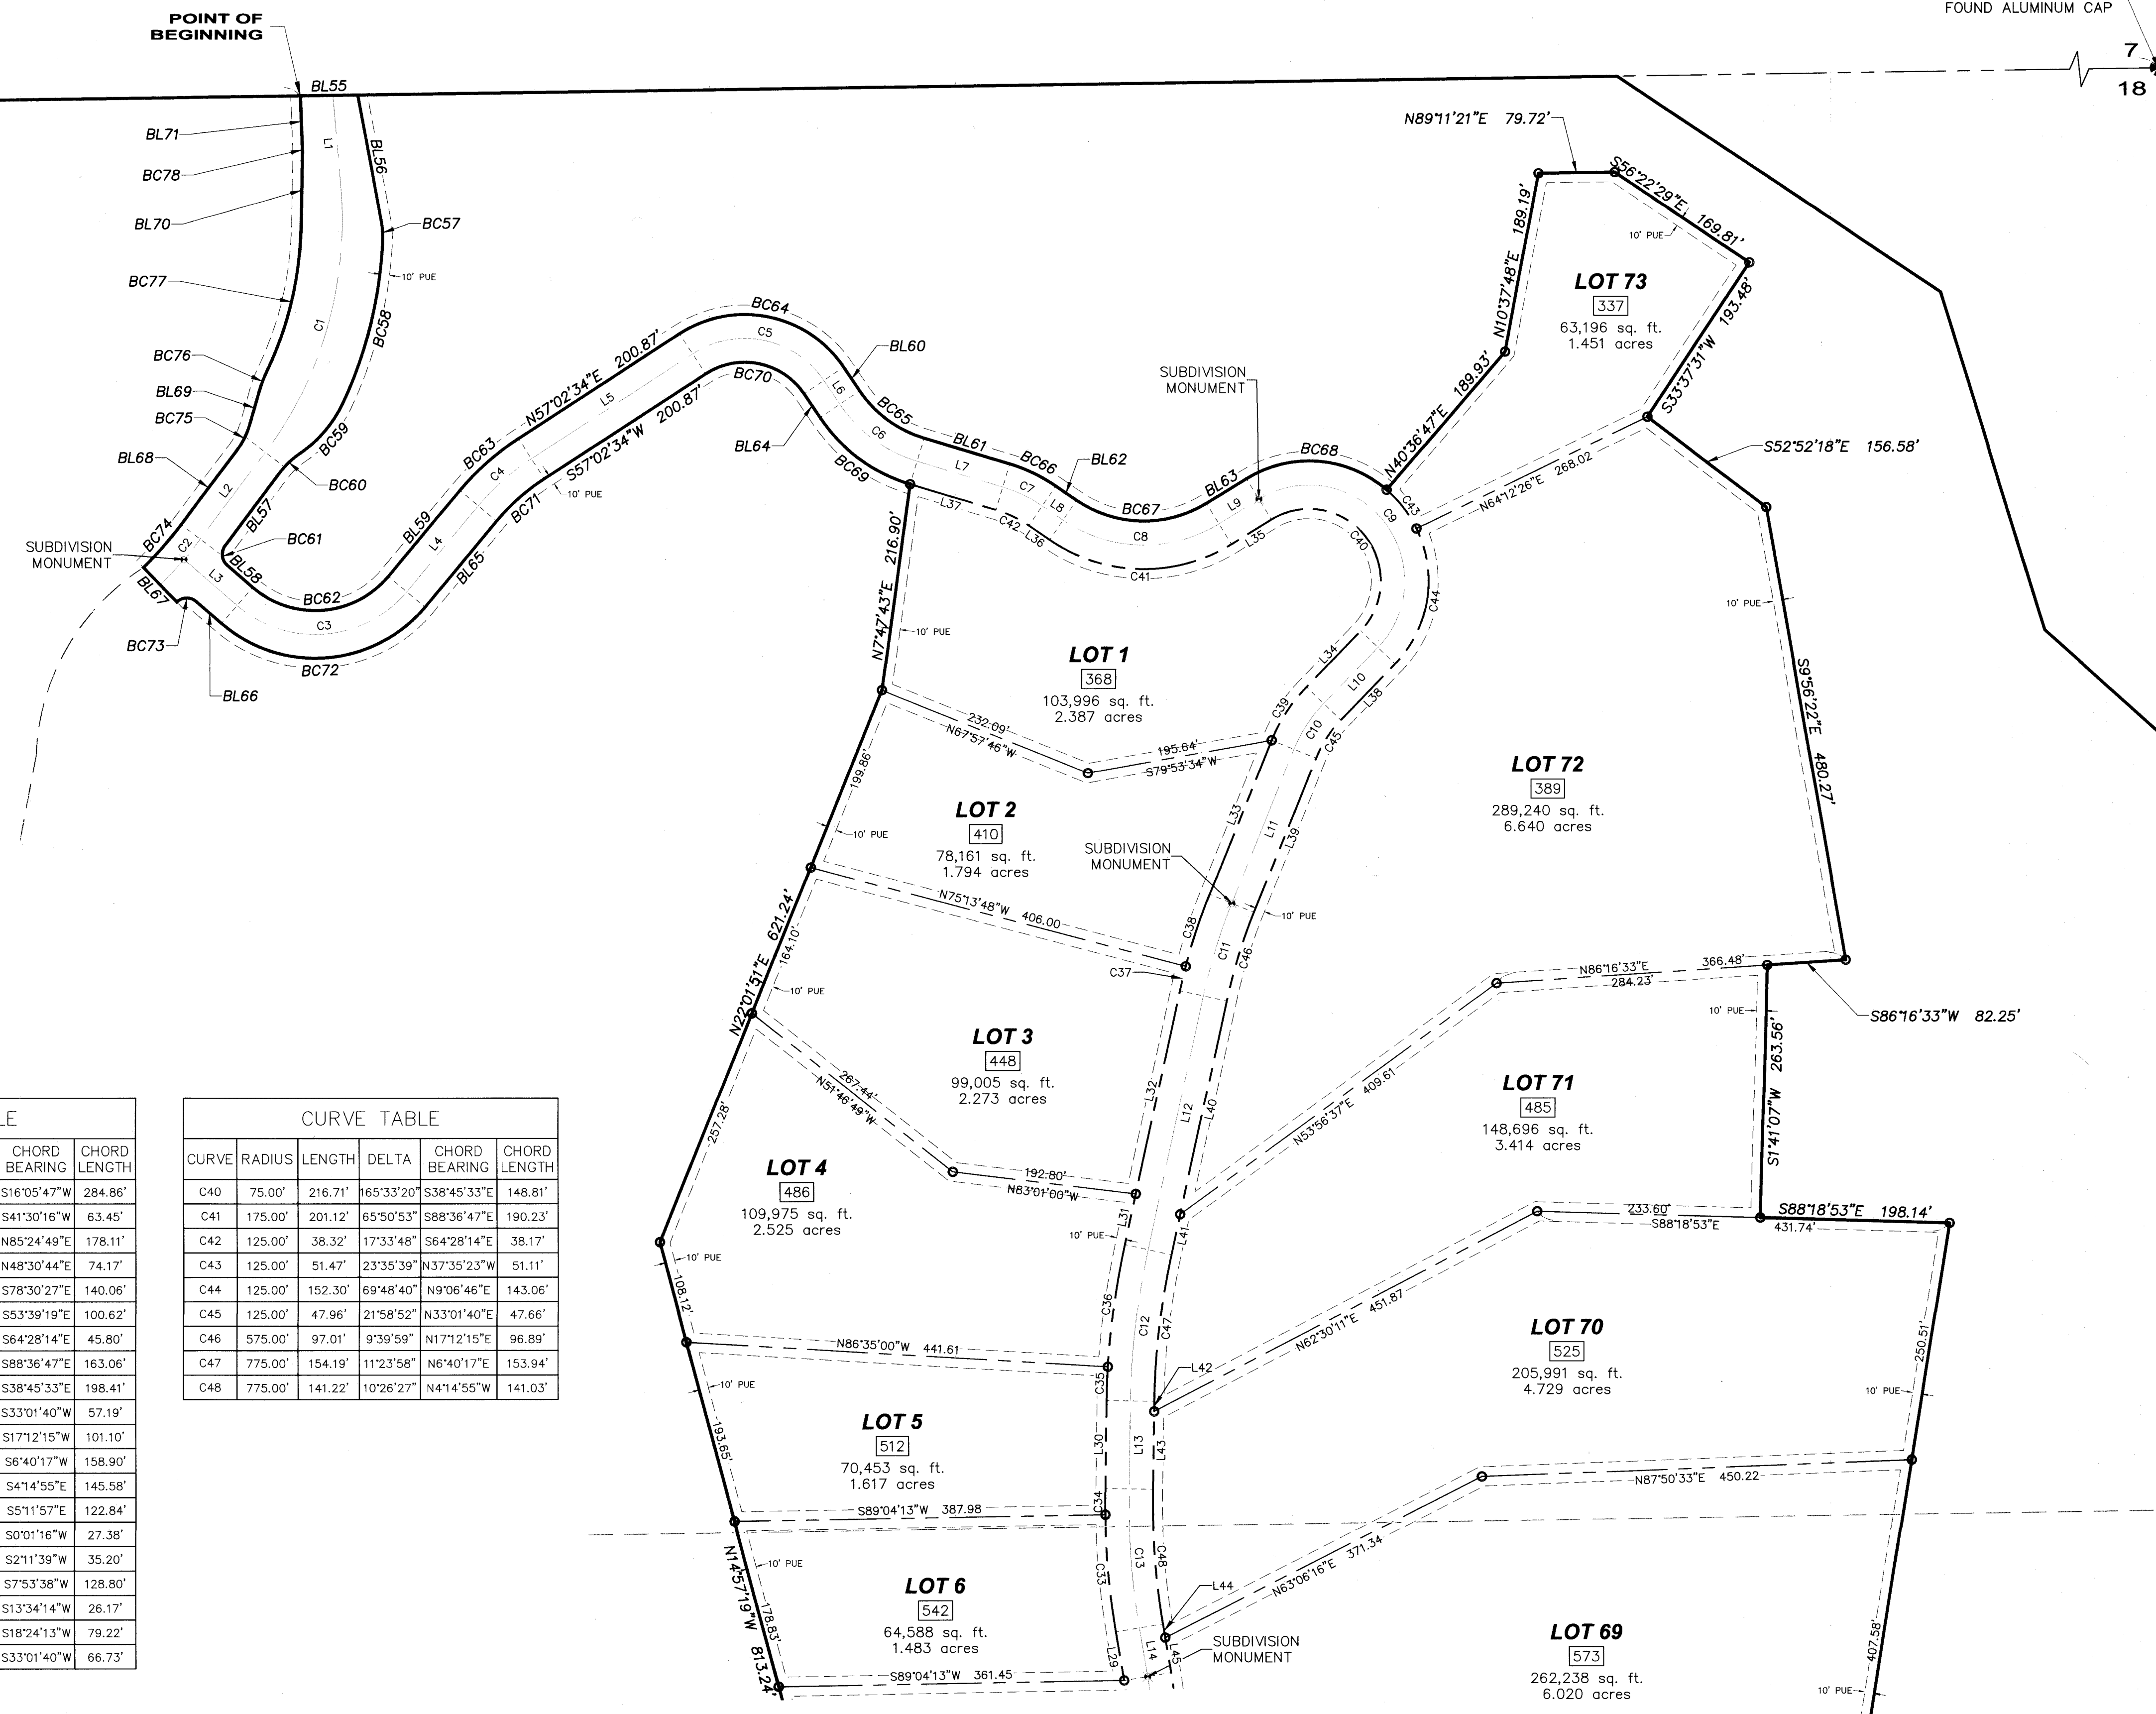 POINT OF
BEGINNING
FOUND ALUMINUM CAP
7
18
BL55
BL71
BC78
BL70
BC77
BC76
BL69
BC75
BL68
BC74
SUBDIVISION
MONUMENT
BL67
BC73
BL66
L1
BL56
BC57
10' PUE
BC58
C1
BC59
BC60
L2
BL57
C2
BC61
L3
BL58
BC62
C3
BC72
BL59
L4
BL65
BC63
C4
BC71
10' PUE
N57°02'34"E 200.87'
L5
S57°02'34"W 200.87'
BC64
C5
BC70
BL60
L6
BL64
BC65
C6
BC69
BL61
L7
L37
BC66
C7
C42
BL62
L8
L36
BC67
C8
C41
BL63
L9
L35
SUBDIVISION
MONUMENT
BC68
C9
C40
C43
C44
N89°11'21"E 79.72'
S56°22'29"E 169.81'
10' PUE
N10°37'48"E 189.19'
N40°36'47"E 189.93'
S33°37'31"W 193.48'
LOT 73
337
63,196 sq. ft.
1.451 acres
N64°12'26"E 268.02
S52°52'18"E 156.58'
10' PUE
S9°56'22"E 480.27'
N7°47'43"E 216.90'
10' PUE
LOT 1
368
103,996 sq. ft.
2.387 acres
L34
L10
L38
C39
C10
C45
232.09'
N67°57'46"W
195.64'
S79°53'34"W
199.86'
10' PUE
LOT 2
410
78,161 sq. ft.
1.794 acres
L33
L11
L39
SUBDIVISION
MONUMENT
10' PUE
LOT 72
389
289,240 sq. ft.
6.640 acres
N75°13'48"W 406.00
C38
C37
C11
C46
N22°01'51"E 621.24'
164.10'
10' PUE
LOT 3
448
99,005 sq. ft.
2.273 acres
L32
L12
L40
N86°16'33"E 366.48'
284.23'
S86°16'33"W 82.25'
10' PUE
S1°41'07"W 263.56'
N53°56'37"E 409.61
LOT 71
485
148,696 sq. ft.
3.414 acres
267.44'
N51°46'49"W
192.80'
N83°01'00"W
257.28'
LOT 4
486
109,975 sq. ft.
2.525 acres
10' PUE
L31
L41
10' PUE
108.12'
C36
C12
C47
233.60'
S88°18'53"E
S88°18'53"E 198.14'
431.74'
N62°30'11"E 451.87
LOT 70
525
205,991 sq. ft.
4.729 acres
250.51'
10' PUE
N86°35'00"W 441.61
C35
L42
10' PUE
193.65'
LOT 5
512
70,453 sq. ft.
1.617 acres
L30
L13
L43
N87°50'33"E 450.22
S89°04'13"W 387.98
C34
10' PUE
N14°57'19"W 813.24'
178.83'
LOT 6
542
64,588 sq. ft.
1.483 acres
C33
C13
C48
L44
N63°06'16"E 371.34
SUBDIVISION
MONUMENT
L29
L14
L45
S89°04'13"W 361.45
LOT 69
573
262,238 sq. ft.
6.020 acres
407.58'
10' PUE
LE
CHORD BEARING CHORD LENGTH
S16°05'47"W 284.86'
S41°30'16"W 63.45'
N85°24'49"E 178.11'
N48°30'44"E 74.17'
S78°30'27"E 140.06'
S53°39'19"E 100.62'
S64°28'14"E 45.80'
S88°36'47"E 163.06'
S38°45'33"E 198.41'
S33°01'40"W 57.19'
S17°12'15"W 101.10'
S6°40'17"W 158.90'
S4°14'55"E 145.58'
S5°11'57"E 122.84'
S0°01'16"W 27.38'
S2°11'39"W 35.20'
S7°53'38"W 128.80'
S13°34'14"W 26.17'
S18°24'13"W 79.22'
S33°01'40"W 66.73'
CURVE TABLE
CURVE RADIUS LENGTH DELTA CHORD BEARING CHORD LENGTH
C40 75.00' 216.71' 165°33'20" S38°45'33"E 148.81'
C41 175.00' 201.12' 65°50'53" S88°36'47"E 190.23'
C42 125.00' 38.32' 17°33'48" S64°28'14"E 38.17'
C43 125.00' 51.47' 23°35'39" N37°35'23"W 51.11'
C44 125.00' 152.30' 69°48'40" N9°06'46"E 143.06'
C45 125.00' 47.96' 21°58'52" N33°01'40"E 47.66'
C46 575.00' 97.01' 9°39'59" N17°12'15"E 96.89'
C47 775.00' 154.19' 11°23'58" N6°40'17"E 153.94'
C48 775.00' 141.22' 10°26'27" N4°14'55"W 141.03'